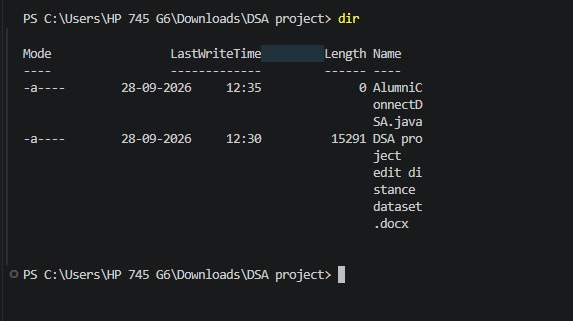 PS C:\Users\HP 745 G6\Downloads\DSA project> dir
Mode                 LastWriteTime         Length Name
----                 -------------         ------ ----
-a----        28-09-2026     12:35              0 AlumniC
                                                  onnectD
                                                  SA.java
-a----        28-09-2026     12:30          15291 DSA pro
                                                  ject
                                                  edit di
                                                  stance
                                                  dataset
                                                  .docx
PS C:\Users\HP 745 G6\Downloads\DSA project>